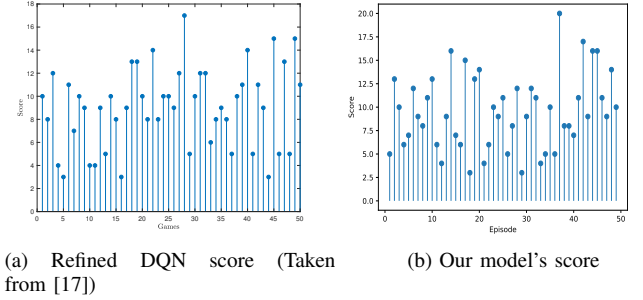 18
16
14
12
10
8
6
4
2
0
Score
0 5 10 15 20 25 30 35 40 45 50
Games
20.0
17.5
15.0
12.5
10.0
7.5
5.0
2.5
0.0
Score
0 10 20 30 40 50
Episode
(a) Refined DQN score (Taken
from [17])
(b) Our model's score